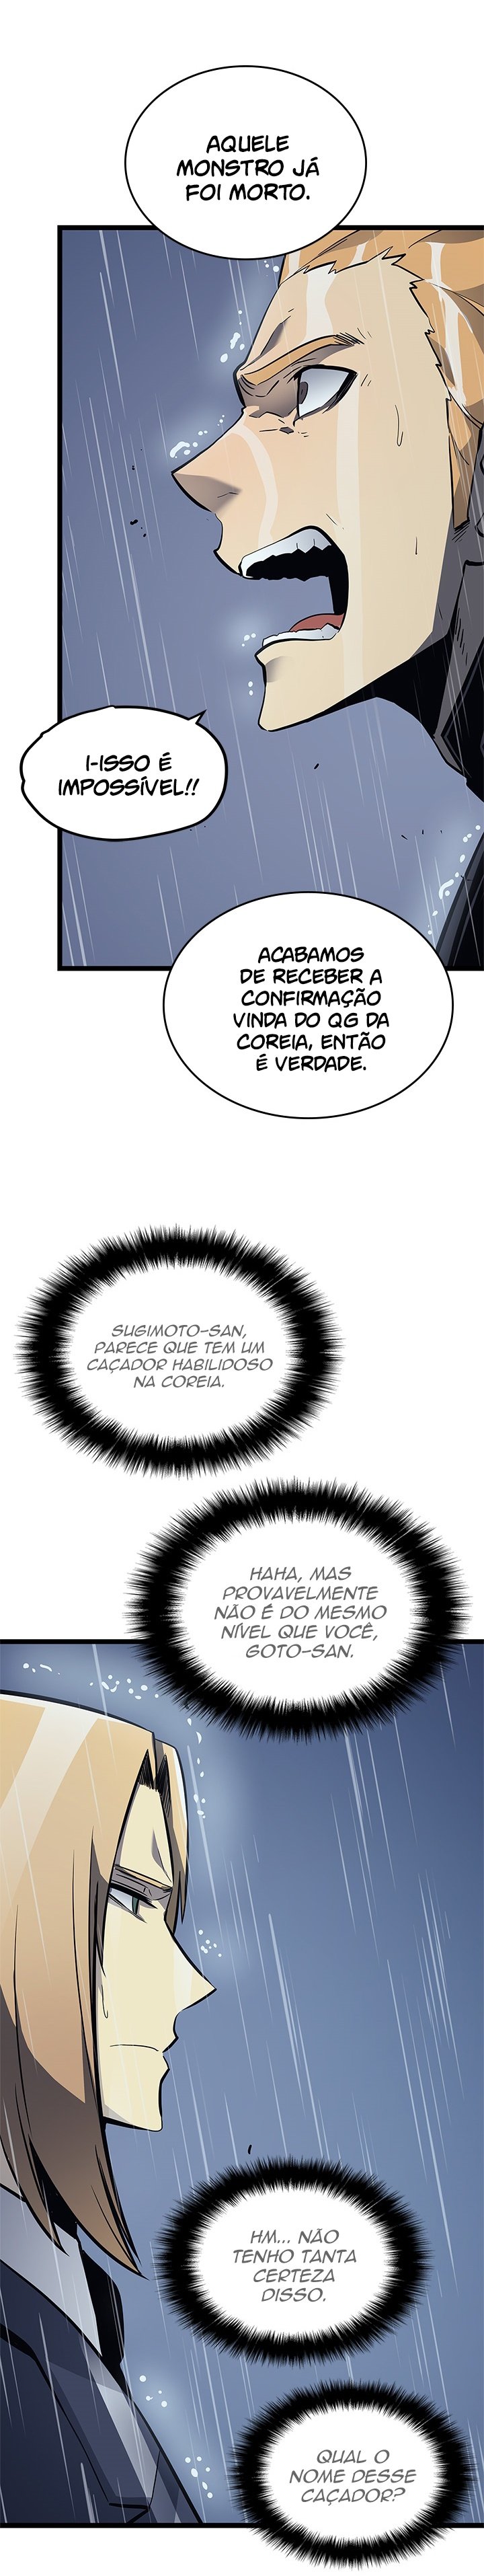 AQUELE
MONSTRO JÁ
FOI MORTO.
I-ISSO É
IMPOSSÍVEL!!
ACABAMOS
DE RECEBER A
CONFIRMAÇÃO
VINDA DO QG DA
COREIA, ENTÃO
É VERDADE.
SUGIMOTO-SAN,
PARECE QUE TEM UM
CAÇADOR HABILIDOSO
NA COREIA.
HAHA, MAS
PROVAVELMENTE
NÃO É DO MESMO
NÍVEL QUE VOCÊ,
GOTO-SAN.
HM... NÃO
TENHO TANTA
CERTEZA
DISSO.
QUAL O
NOME DESSE
CAÇADOR?